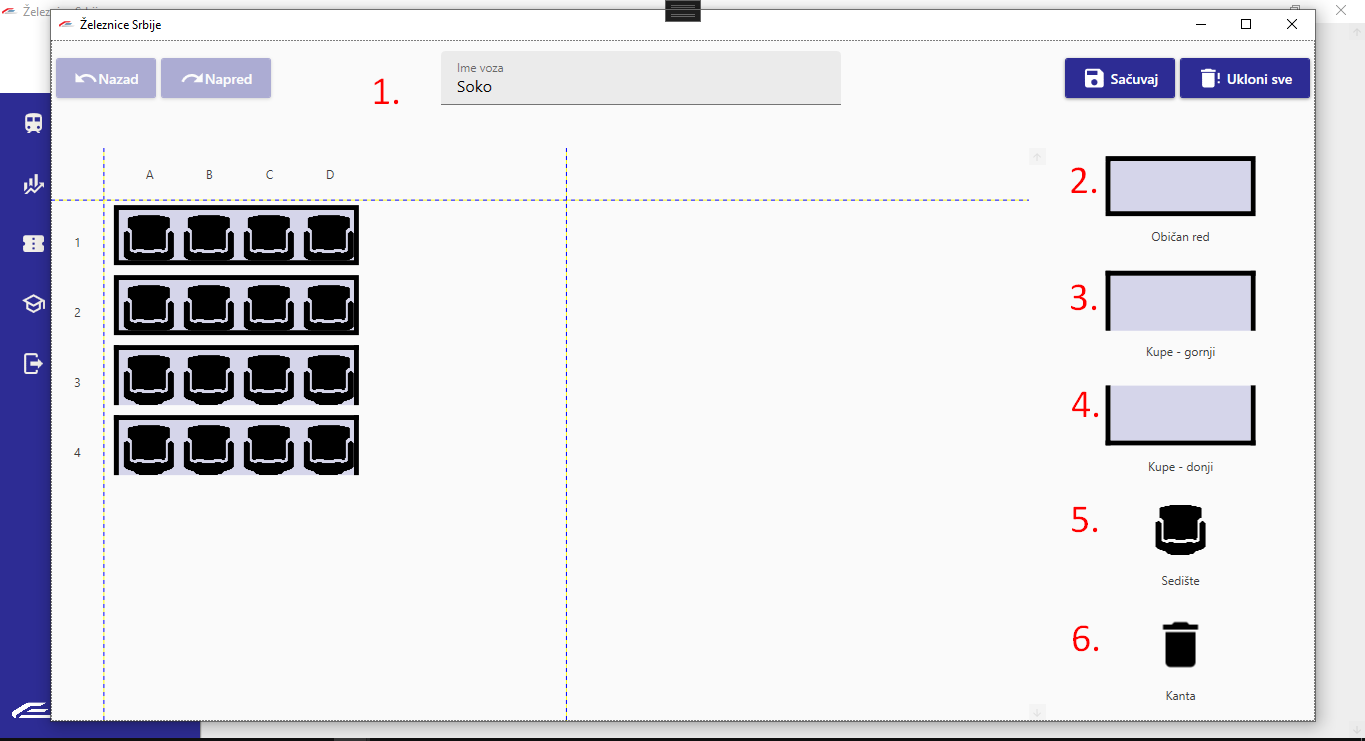 Železnice Srbije
Železnice Srbije
Nazad
Napred
1.
Ime voza
Soko
Sačuvaj
! Ukloni sve
A B C D
1
2
3
4
2.
Običan red
3.
Kupe - gornji
4.
Kupe - donji
5.
Sedište
6.
Kanta